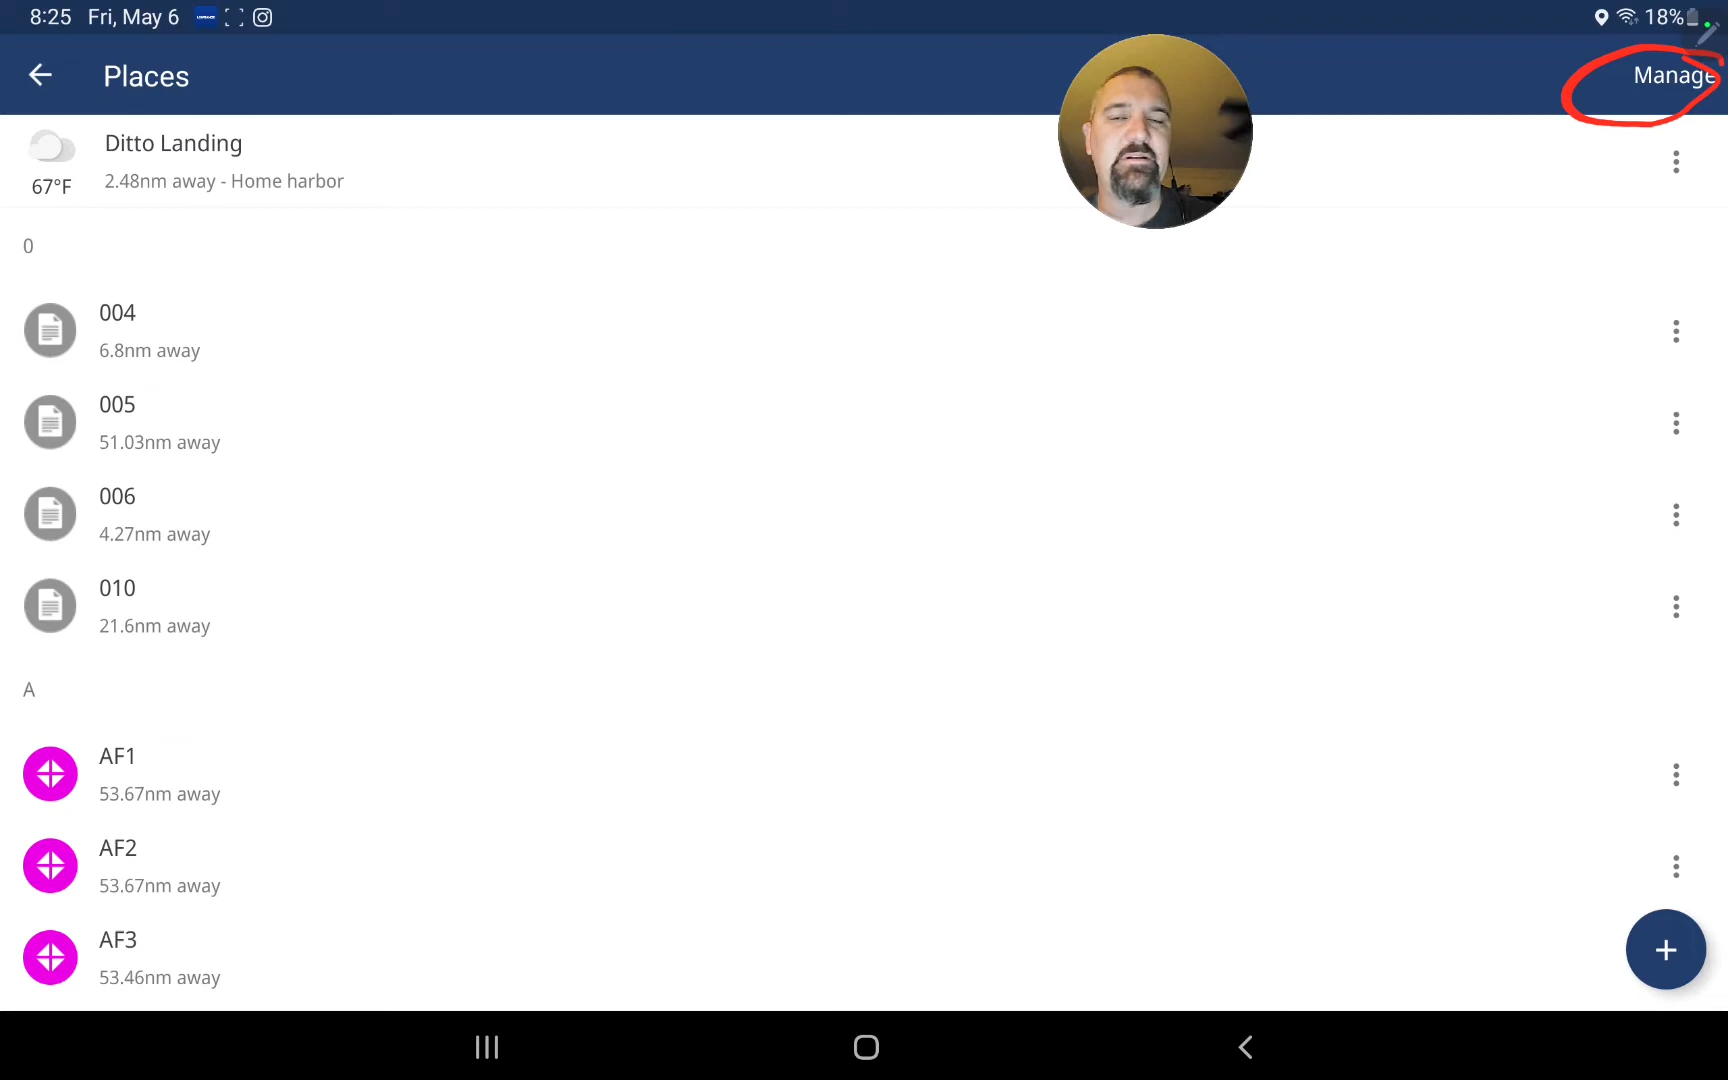 8:25 Fri, May 6 LOWRANCE 18%
Places
Manage
Ditto Landing
67°F
2.48nm away - Home harbor
0
004
6.8nm away
005
51.03nm away
006
4.27nm away
010
21.6nm away
A
AF1
53.67nm away
AF2
53.67nm away
AF3
53.46nm away